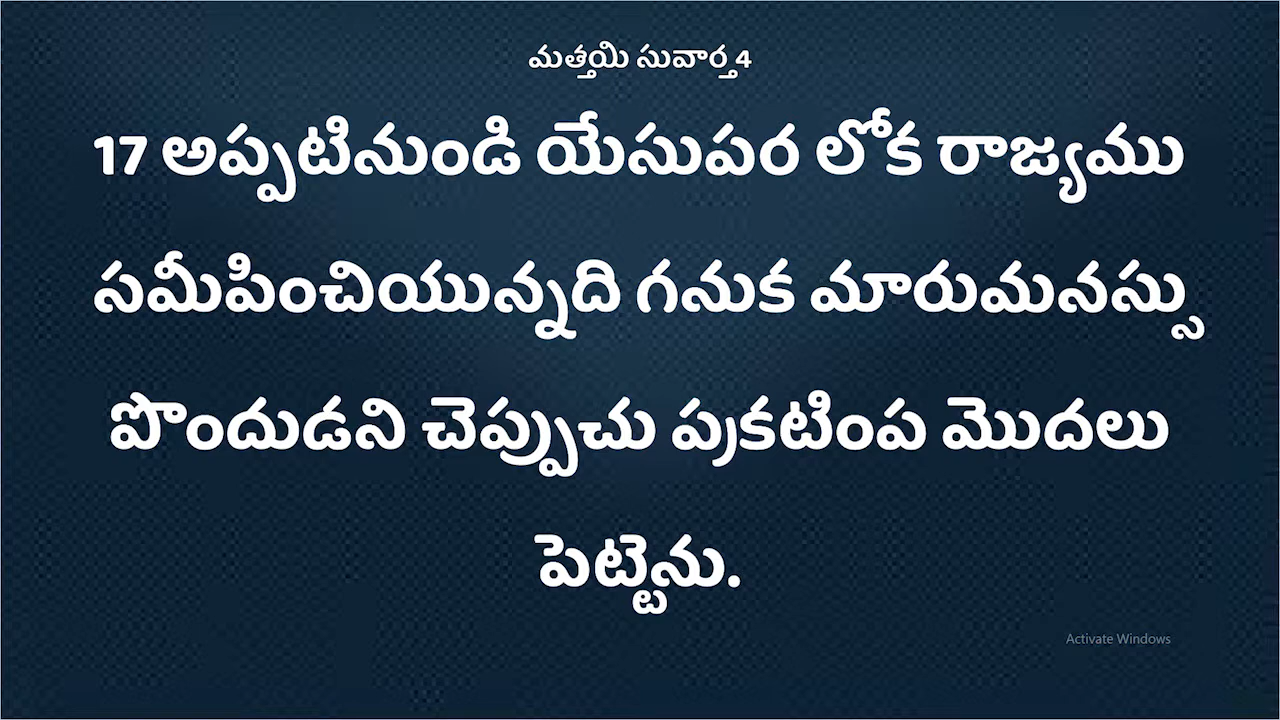 మత్తయి సువార్త 4
17 అప్పటినుండి యేసుపర లోక రాజ్యము
సమీపించియున్నది గనుక మారుమనస్సు
పొందుడని చెప్పుచు ప్రకటింప మొదలు
పెట్టెను.
Activate Windows